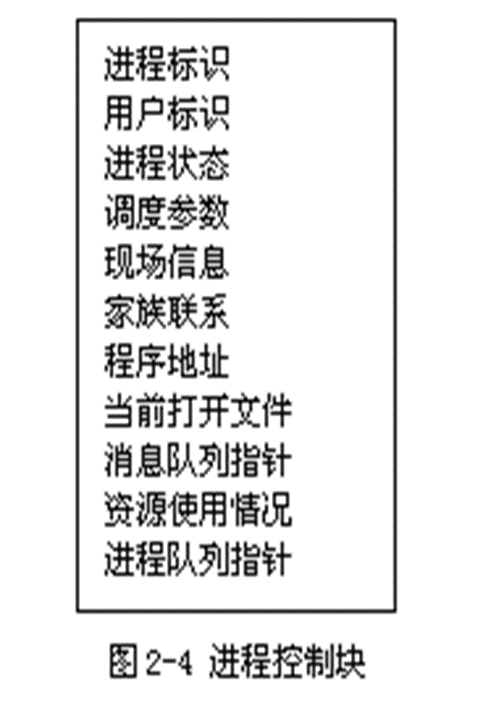 进程标识
用户标识
进程状态
调度参数
现场信息
家族联系
程序地址
当前打开文件
消息队列指针
资源使用情况
进程队列指针
图2-4 进程控制块